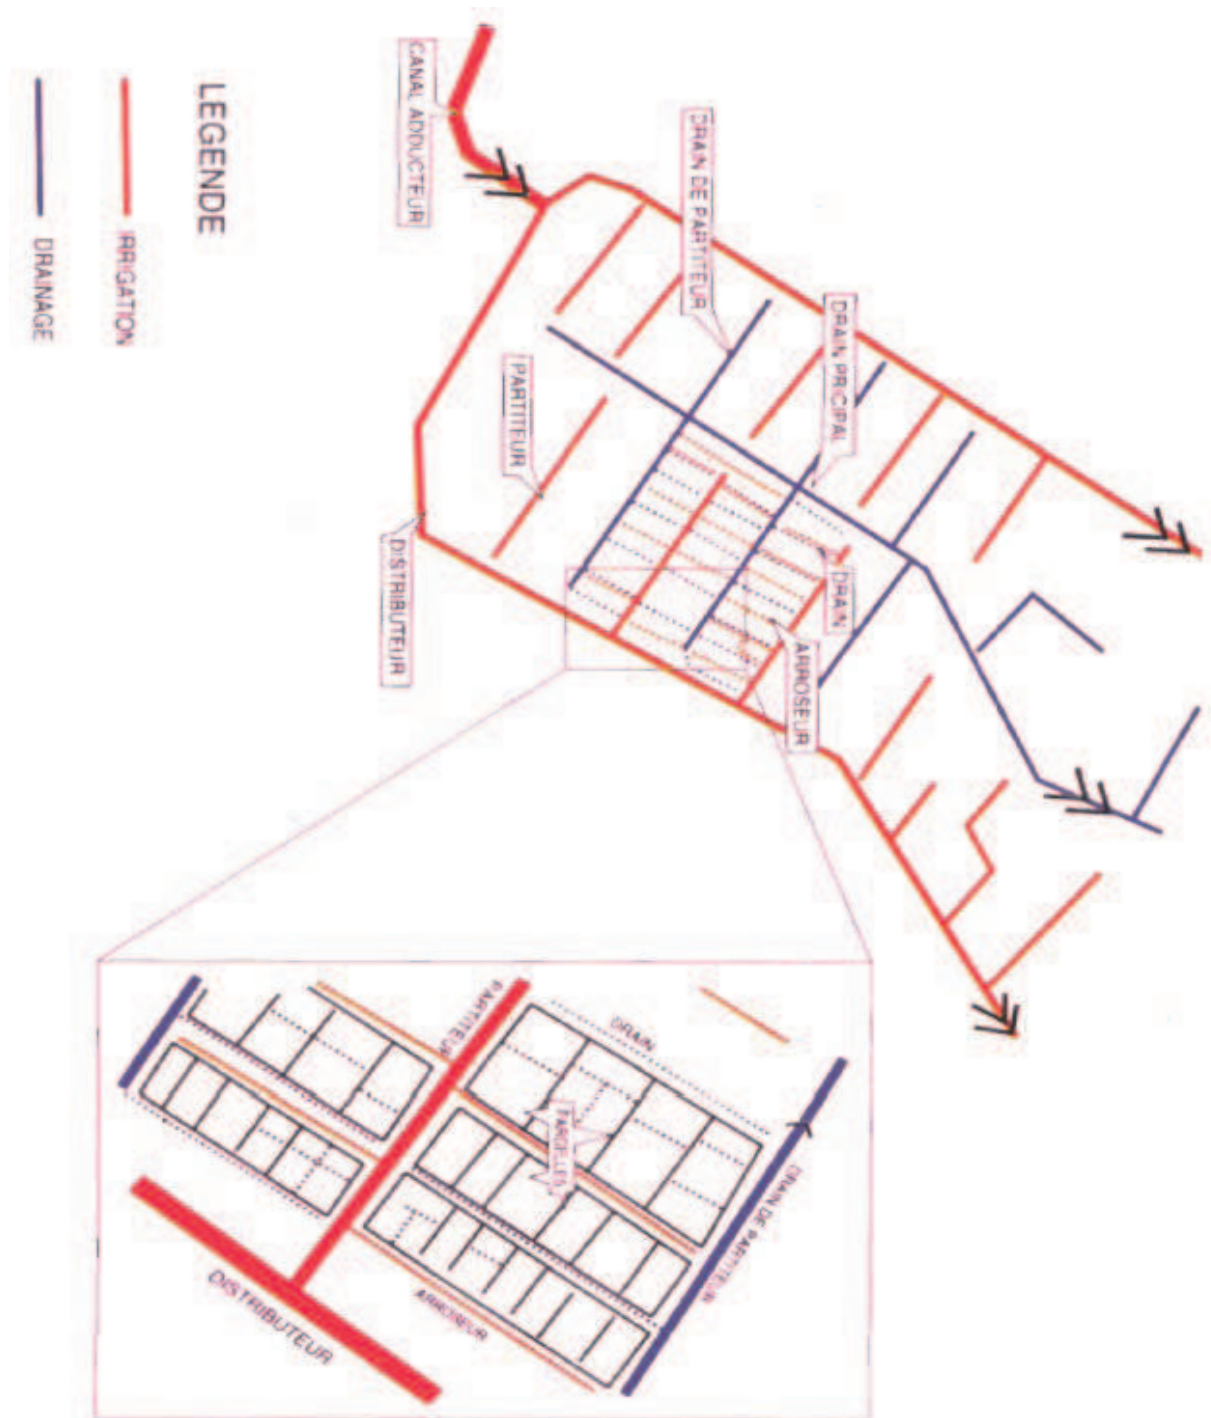 LEGENDE
IRRIGATION
DRAINAGE
CANAL ADDUCTEUR
DRAIN DE PARTITEUR
DRAIN PRICIPAL
PARTITEUR
DISTRIBUTEUR
DRAIN
ARROSEUR
PARTITEUR
DRAIN
PARCELLES
DRAIN DE PARTITEUR
ARROSEUR
DISTRIBUTEUR